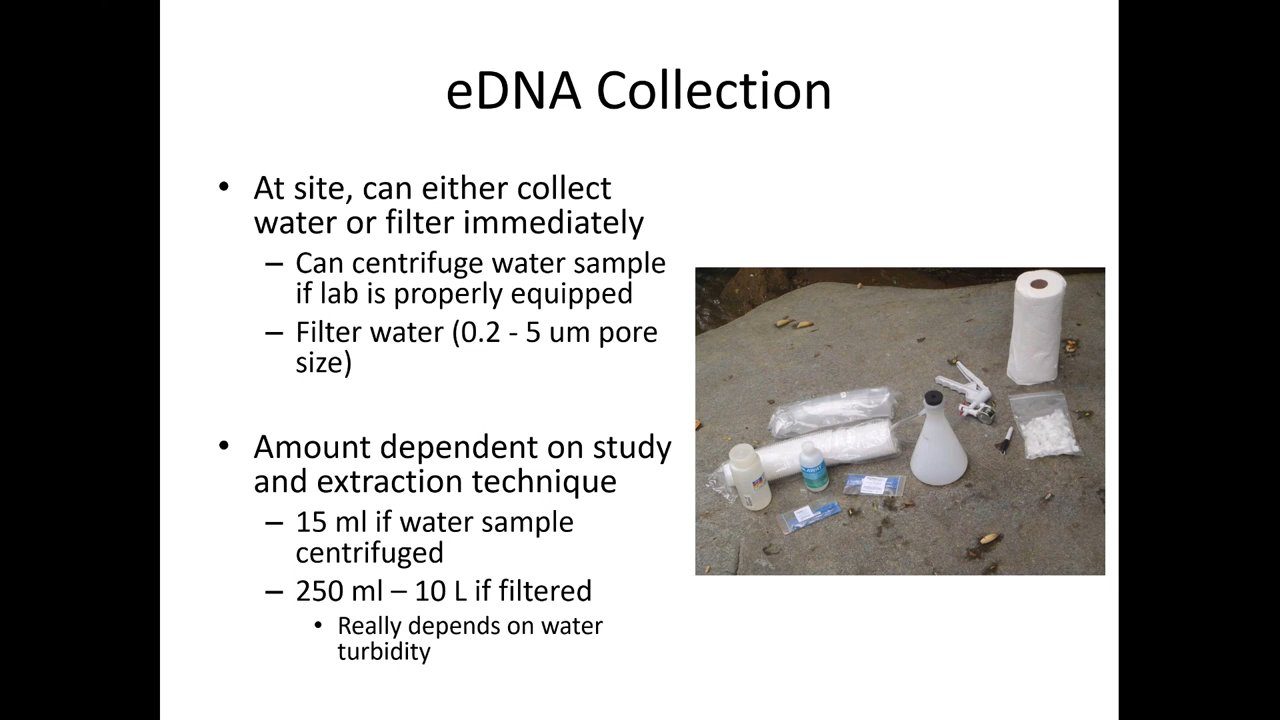 eDNA Collection
• At site, can either collect
water or filter immediately
– Can centrifuge water sample
if lab is properly equipped
– Filter water (0.2 - 5 um pore
size)
• Amount dependent on study
and extraction technique
– 15 ml if water sample
centrifuged
– 250 ml – 10 L if filtered
• Really depends on water
turbidity